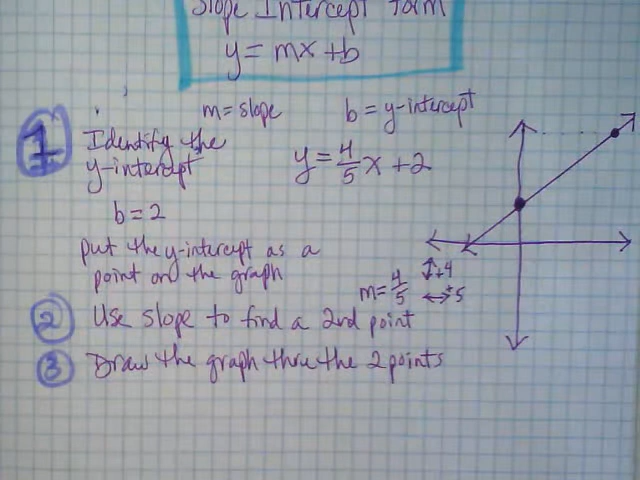 Slope Intercept Form
y = mx + b
m = slope b = y-intercept
1 Identify the
y-intercept
y = 4/5 x + 2
b = 2
put the y-intercept as a
point on the graph
m = 4/5 ↕+4 ↔+5
2 Use slope to find a 2nd point
3 Draw the graph thru the 2 points